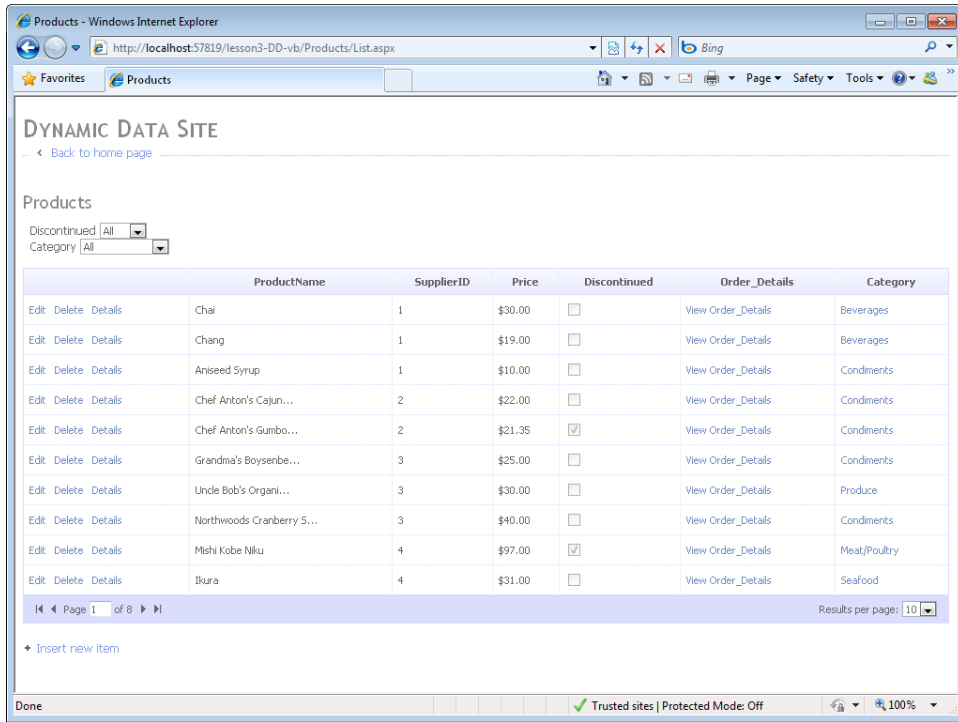 Products - Windows Internet Explorer
http://localhost:57819/lesson3-DD-vb/Products/List.aspx Bing
Favorites Products Page Safety Tools »
DYNAMIC DATA SITE
Back to home page
Products
Discontinued All
Category All
ProductName SupplierID Price Discontinued Order_Details Category
Edit Delete Details Chai 1 $30.00 View Order_Details Beverages
Edit Delete Details Chang 1 $19.00 View Order_Details Beverages
Edit Delete Details Aniseed Syrup 1 $10.00 View Order_Details Condiments
Edit Delete Details Chef Anton's Cajun... 2 $22.00 View Order_Details Condiments
Edit Delete Details Chef Anton's Gumbo... 2 $21.35 View Order_Details Condiments
Edit Delete Details Grandma's Boysenbe... 3 $25.00 View Order_Details Condiments
Edit Delete Details Uncle Bob's Organi... 3 $30.00 View Order_Details Produce
Edit Delete Details Northwoods Cranberry S... 3 $40.00 View Order_Details Condiments
Edit Delete Details Mishi Kobe Niku 4 $97.00 View Order_Details Meat/Poultry
Edit Delete Details Ikura 4 $31.00 View Order_Details Seafood
Page 1 of 8 Results per page: 10
+ Insert new item
Done Trusted sites | Protected Mode: Off 100%